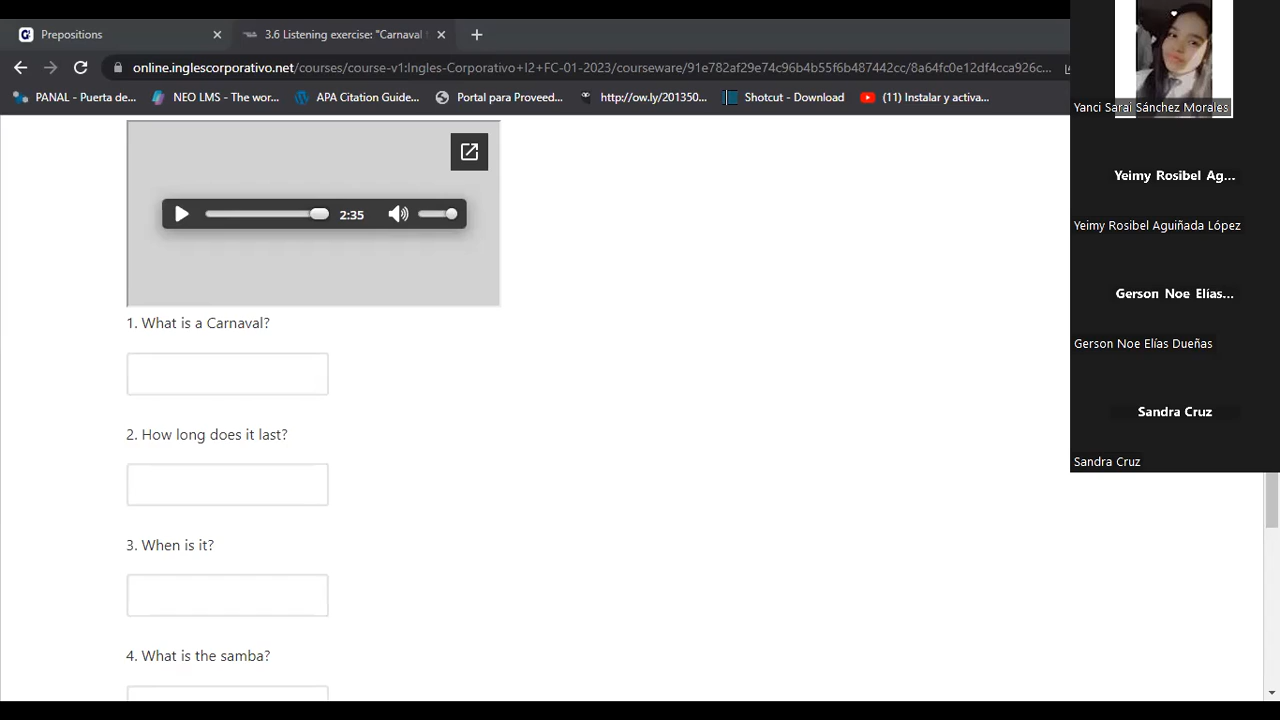 Prepositions
3.6 Listening exercise: "Carnaval
online.inglescorporativo.net/courses/course-v1:Ingles-Corporativo+I2+FC-01-2023/courseware/91e782af29e74c96b4b55f6b487442cc/8a64fc0e12df4cca926c...
PANAL - Puerta de... NEO LMS - The wor... APA Citation Guide... Portal para Proveed... http://ow.ly/201350... Shotcut - Download (11) Instalar y activa...
2:35
1. What is a Carnaval?
2. How long does it last?
3. When is it?
4. What is the samba?
Yanci Sarai Sánchez Morales
Yeimy Rosibel Ag...
Yeimy Rosibel Aguiñada López
Gerson Noe Elías...
Gerson Noe Elías Dueñas
Sandra Cruz
Sandra Cruz